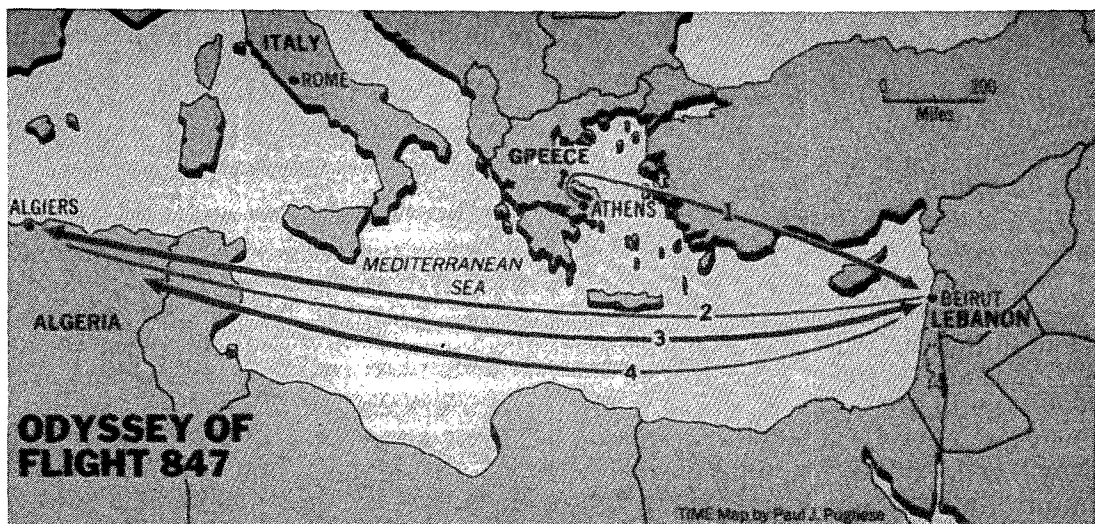 ITALY
ROME
0 200
Miles
GREECE
ATHENS
1
ALGIERS
MEDITERRANEAN
SEA
2
BEIRUT
LEBANON
ALGERIA
3
4
ODYSSEY OF
FLIGHT 847
TIME Map by Paul J. Pugliese